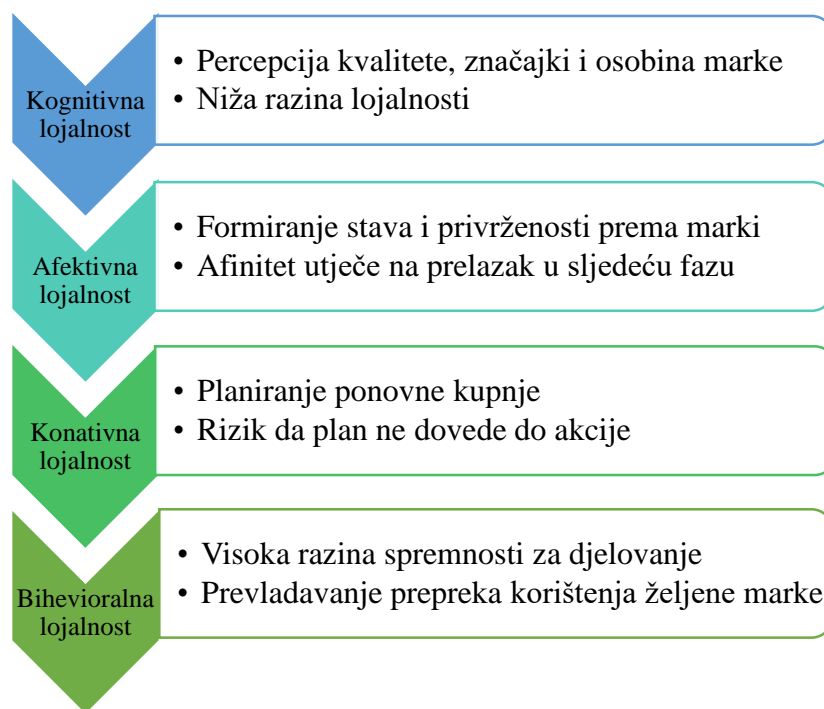 Kognitivna
lojalnost
• Percepcija kvalitete, značajki i osobina marke
• Niža razina lojalnosti
Afektivna
lojalnost
• Formiranje stava i privrženosti prema marki
• Afinitet utječe na prelazak u sljedeću fazu
Konativna
lojalnost
• Planiranje ponovne kupnje
• Rizik da plan ne dovede do akcije
Bihevioralna
lojalnost
• Visoka razina spremnosti za djelovanje
• Prevladavanje prepreka korištenja željene marke